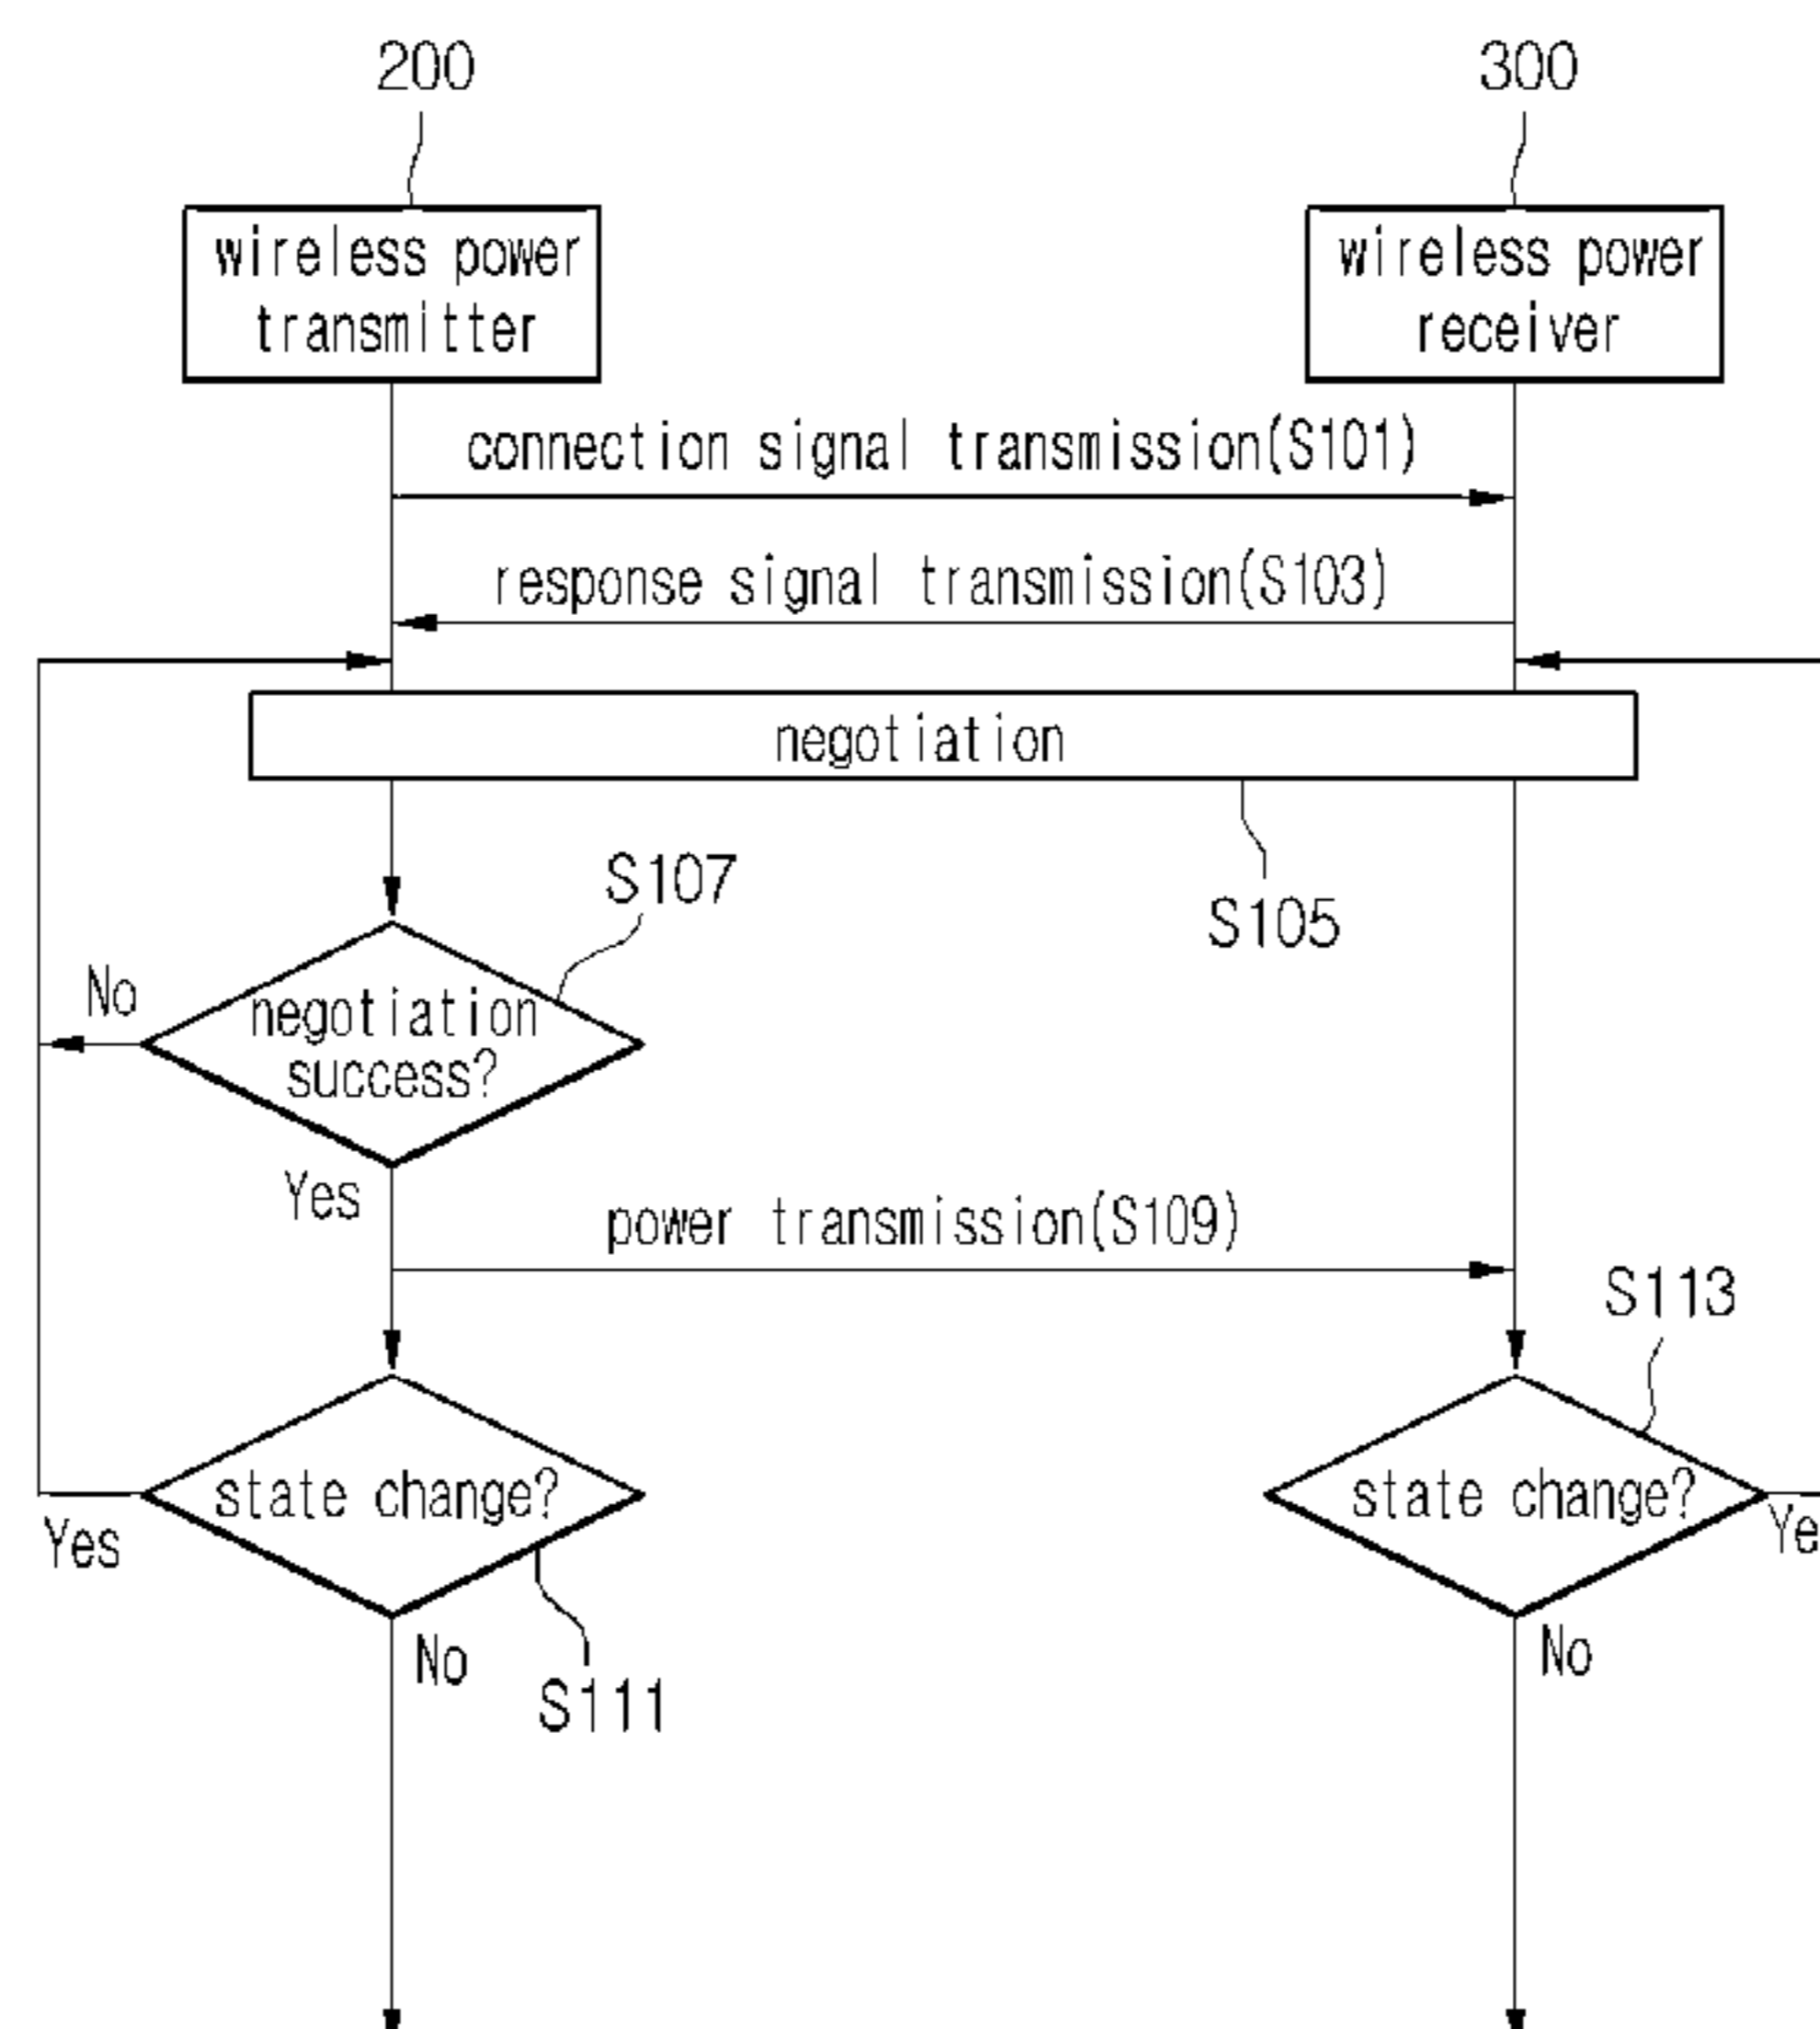 200
300
wireless power
transmitter
wireless power
receiver
connection signal transmission(S101)
response signal transmission(S103)
negotiation
S105
S107
negotiation
success?
No
Yes
power transmission(S109)
S113
state change?
Yes
No
S111
state change?
No